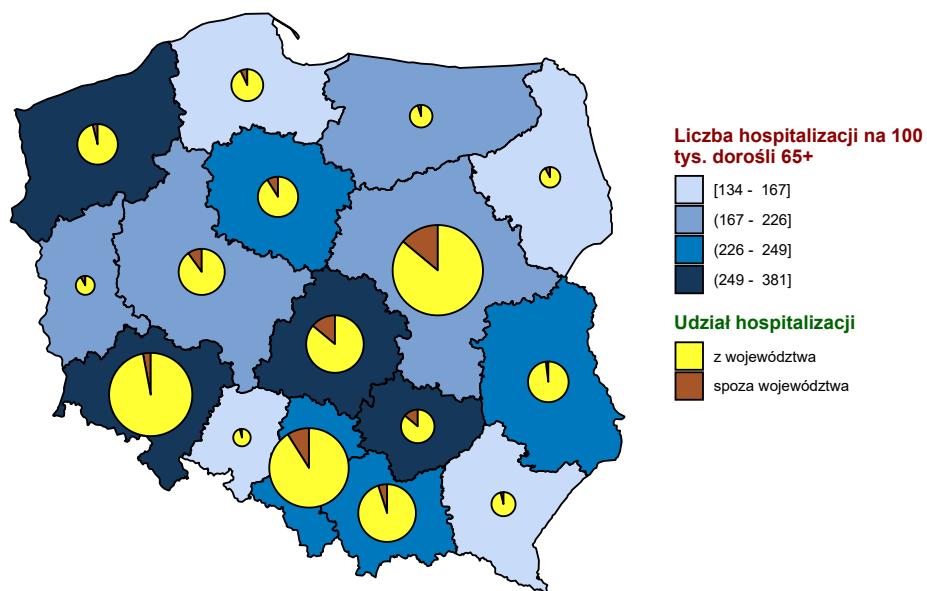 Liczba hospitalizacji na 100
tys. dorośli 65+
[134 - 167]
(167 - 226]
(226 - 249]
(249 - 381]
Udział hospitalizacji
z województwa
spoza województwa